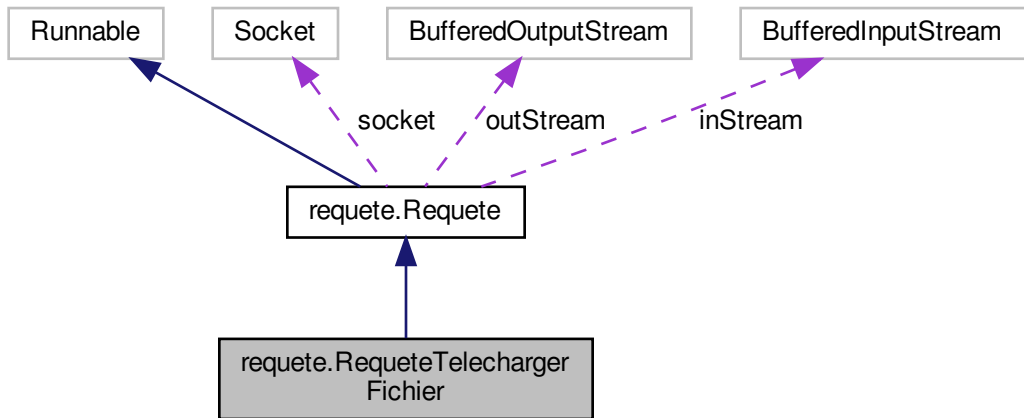 Runnable
Socket
BufferedOutputStream
BufferedInputStream
socket
outStream
inStream
requete.Requete
requete.RequeteTelecharger
Fichier